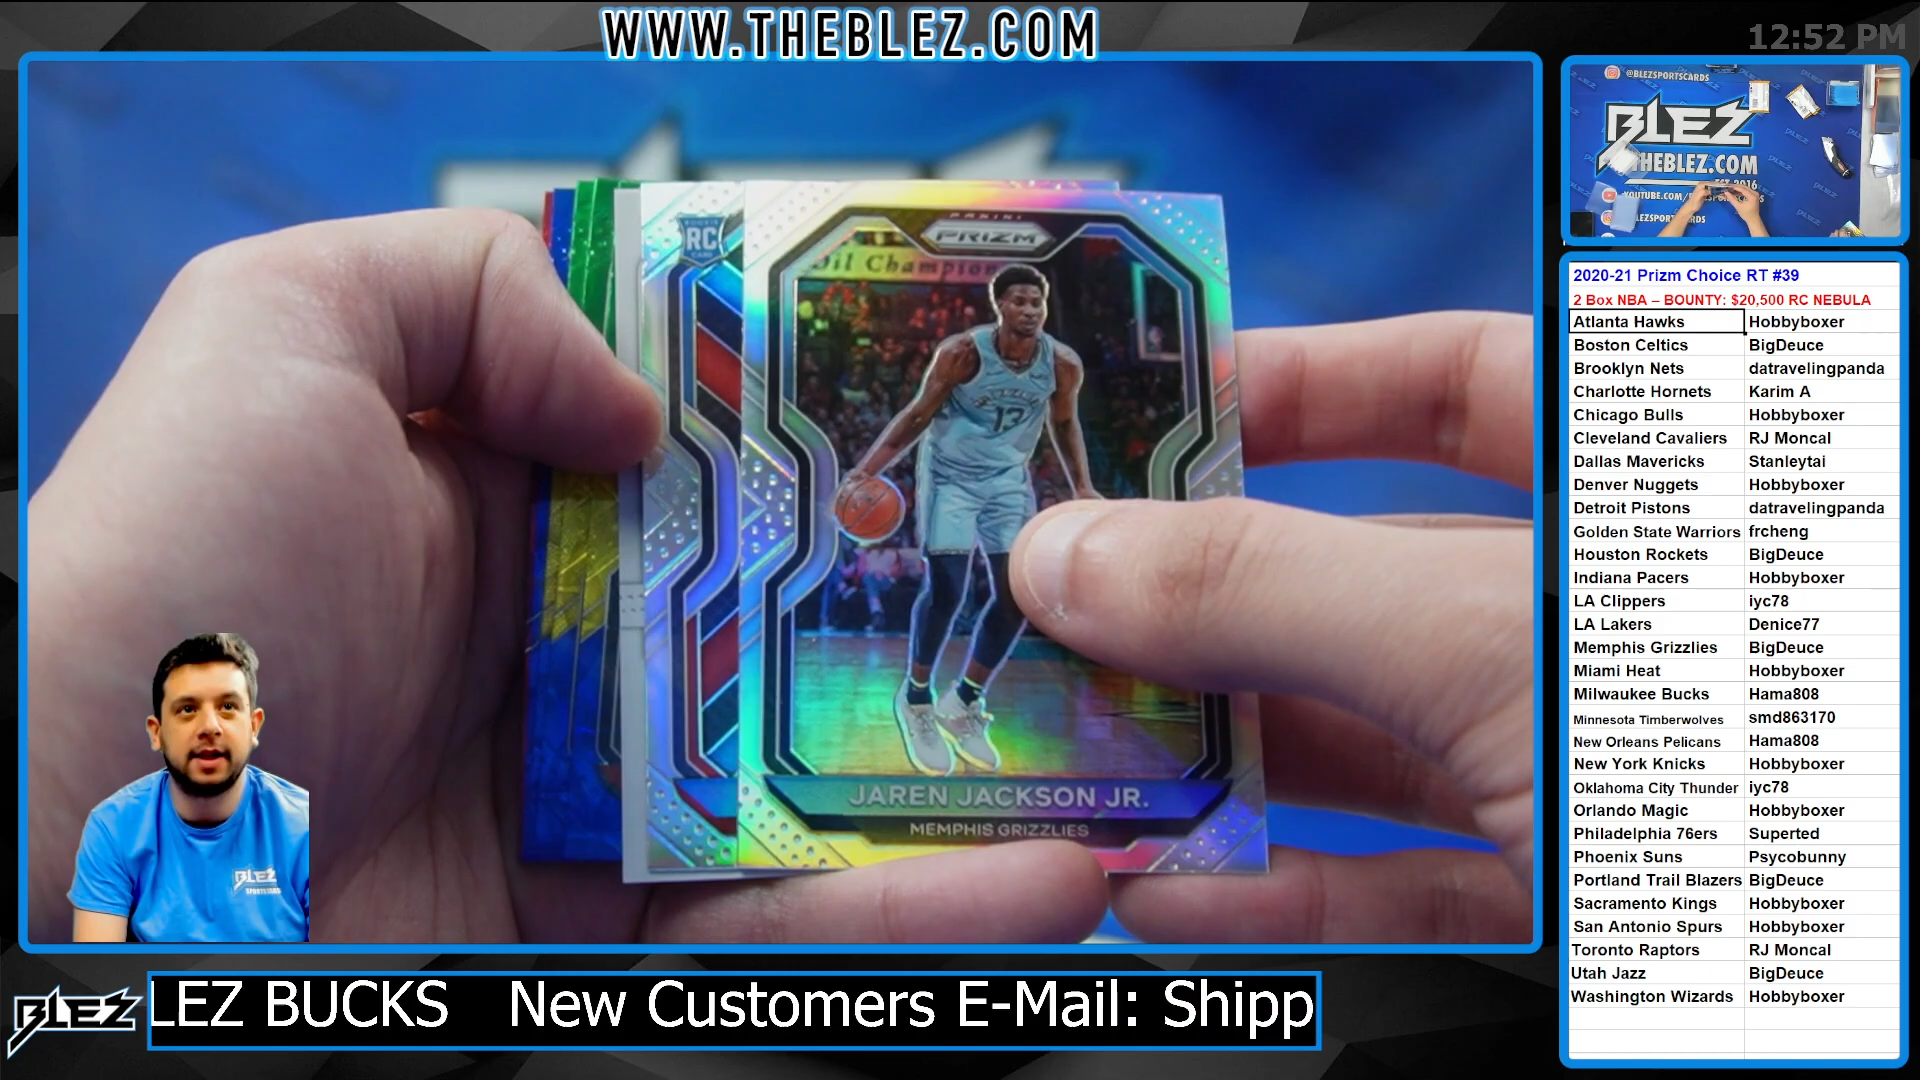 WWW.THEBLEZ.COM
12:52 PM
@BLEZSPORTSCARDS
BLEZ
THEBLEZ.COM
RC
PANINI
PRIZM
13
JAREN JACKSON JR.
MEMPHIS GRIZZLIES
BLEZ
2020-21 Prizm Choice RT #39
2 Box NBA – BOUNTY: $20,500 RC NEBULA
Atlanta Hawks Hobbyboxer
Boston Celtics BigDeuce
Brooklyn Nets datravelingpanda
Charlotte Hornets Karim A
Chicago Bulls Hobbyboxer
Cleveland Cavaliers RJ Moncal
Dallas Mavericks Stanleytai
Denver Nuggets Hobbyboxer
Detroit Pistons datravelingpanda
Golden State Warriors frcheng
Houston Rockets BigDeuce
Indiana Pacers Hobbyboxer
LA Clippers iyc78
LA Lakers Denice77
Memphis Grizzlies BigDeuce
Miami Heat Hobbyboxer
Milwaukee Bucks Hama808
Minnesota Timberwolves smd863170
New Orleans Pelicans Hama808
New York Knicks Hobbyboxer
Oklahoma City Thunder iyc78
Orlando Magic Hobbyboxer
Philadelphia 76ers Superted
Phoenix Suns Psycobunny
Portland Trail Blazers BigDeuce
Sacramento Kings Hobbyboxer
San Antonio Spurs Hobbyboxer
Toronto Raptors RJ Moncal
Utah Jazz BigDeuce
Washington Wizards Hobbyboxer
BLEZ
LEZ BUCKS New Customers E-Mail: Shipp